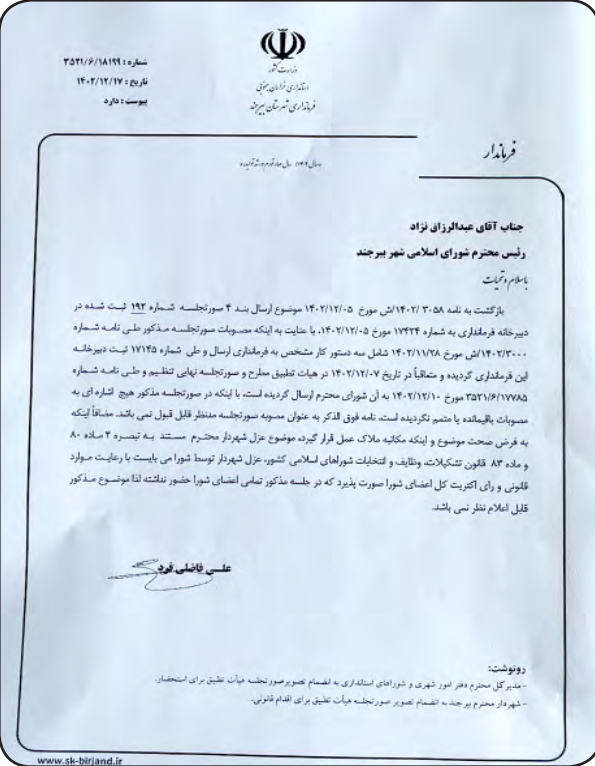 وزارت کشور
استانداری خراسان جنوبی
فرمانداری شهرستان بیرجند
شماره : ۳۵۲۱/۶/۱۸۱۹۹
تاریخ : ۱۴۰۲/۱۲/۱۷
پیوست : دارد
فرماندار
جناب آقای عبدالرزاق نژاد
رئیس محترم شورای اسلامی شهر بیرجند
باسلام و تحیات
بازگشت به نامه ۳۰۵۸ /۱۴۰۲/ش مورخ ۱۴۰۲/۱۲/۰۵ موضوع ارسال بند ۴ صورتجلسه شماره ۱۹۲ ثبت شده در
دبیرخانه فرمانداری به شماره ۱۷۴۲۴ مورخ ۱۴۰۲/۱۲/۰۵، با عنایت به اینکه مصوبات صورتجلسه مذکور طی نامه شماره
۱۴۰۲/۳۰۰۰/ش مورخ ۱۴۰۲/۱۱/۲۸ شامل سه دستور کار مشخص به فرمانداری ارسال و طی شماره ۱۷۱۴۵ ثبت دبیرخانه
این فرمانداری گردیده و متعاقباً در تاریخ ۱۴۰۲/۱۲/۰۷ در هیات تطبیق مطرح و صورتجلسه نهایی تنظیم و طی نامه شماره
۳۵۲۱/۶/۱۷۷۸۵ مورخ ۱۴۰۲/۱۲/۱۰ به آن شورای محترم ارسال گردیده است، با اینکه در صورتجلسه مذکور هیچ اشاره ای به
مصوبات باقیمانده یا متمم نگردیده است، نامه فوق الذکر به عنوان مصوبه صورتجلسه مدنظر قابل قبول نمی باشد. مضافاً اینکه
به فرض صحت موضوع و اینکه مکاتبه ملاک عمل قرار گیرد، موضوع عزل شهردار محترم مستند به تبصره ۴ ماده ۸۰
و ماده ۸۳ قانون تشکیلات، وظایف و انتخابات شوراهای اسلامی کشور، عزل شهردار توسط شورا می بایست با رعایت موارد
قانونی و رای اکثریت کل اعضای شورا صورت پذیرد که در جلسه مذکور تمامی اعضای شورا حضور نداشته لذا موضوع مذکور
قابل اعلام نظر نمی باشد.
علی فاضلی فرد
رونوشت:
-مدیرکل محترم دفتر امور شهری و شوراهای استانداری به انضمام تصویر صورتجلسه هیأت تطبیق برای استحضار.
-شهردار محترم بیرجند به انضمام تصویر صورتجلسه هیأت تطبیق برای اقدام قانونی.
www.sk-birjand.ir